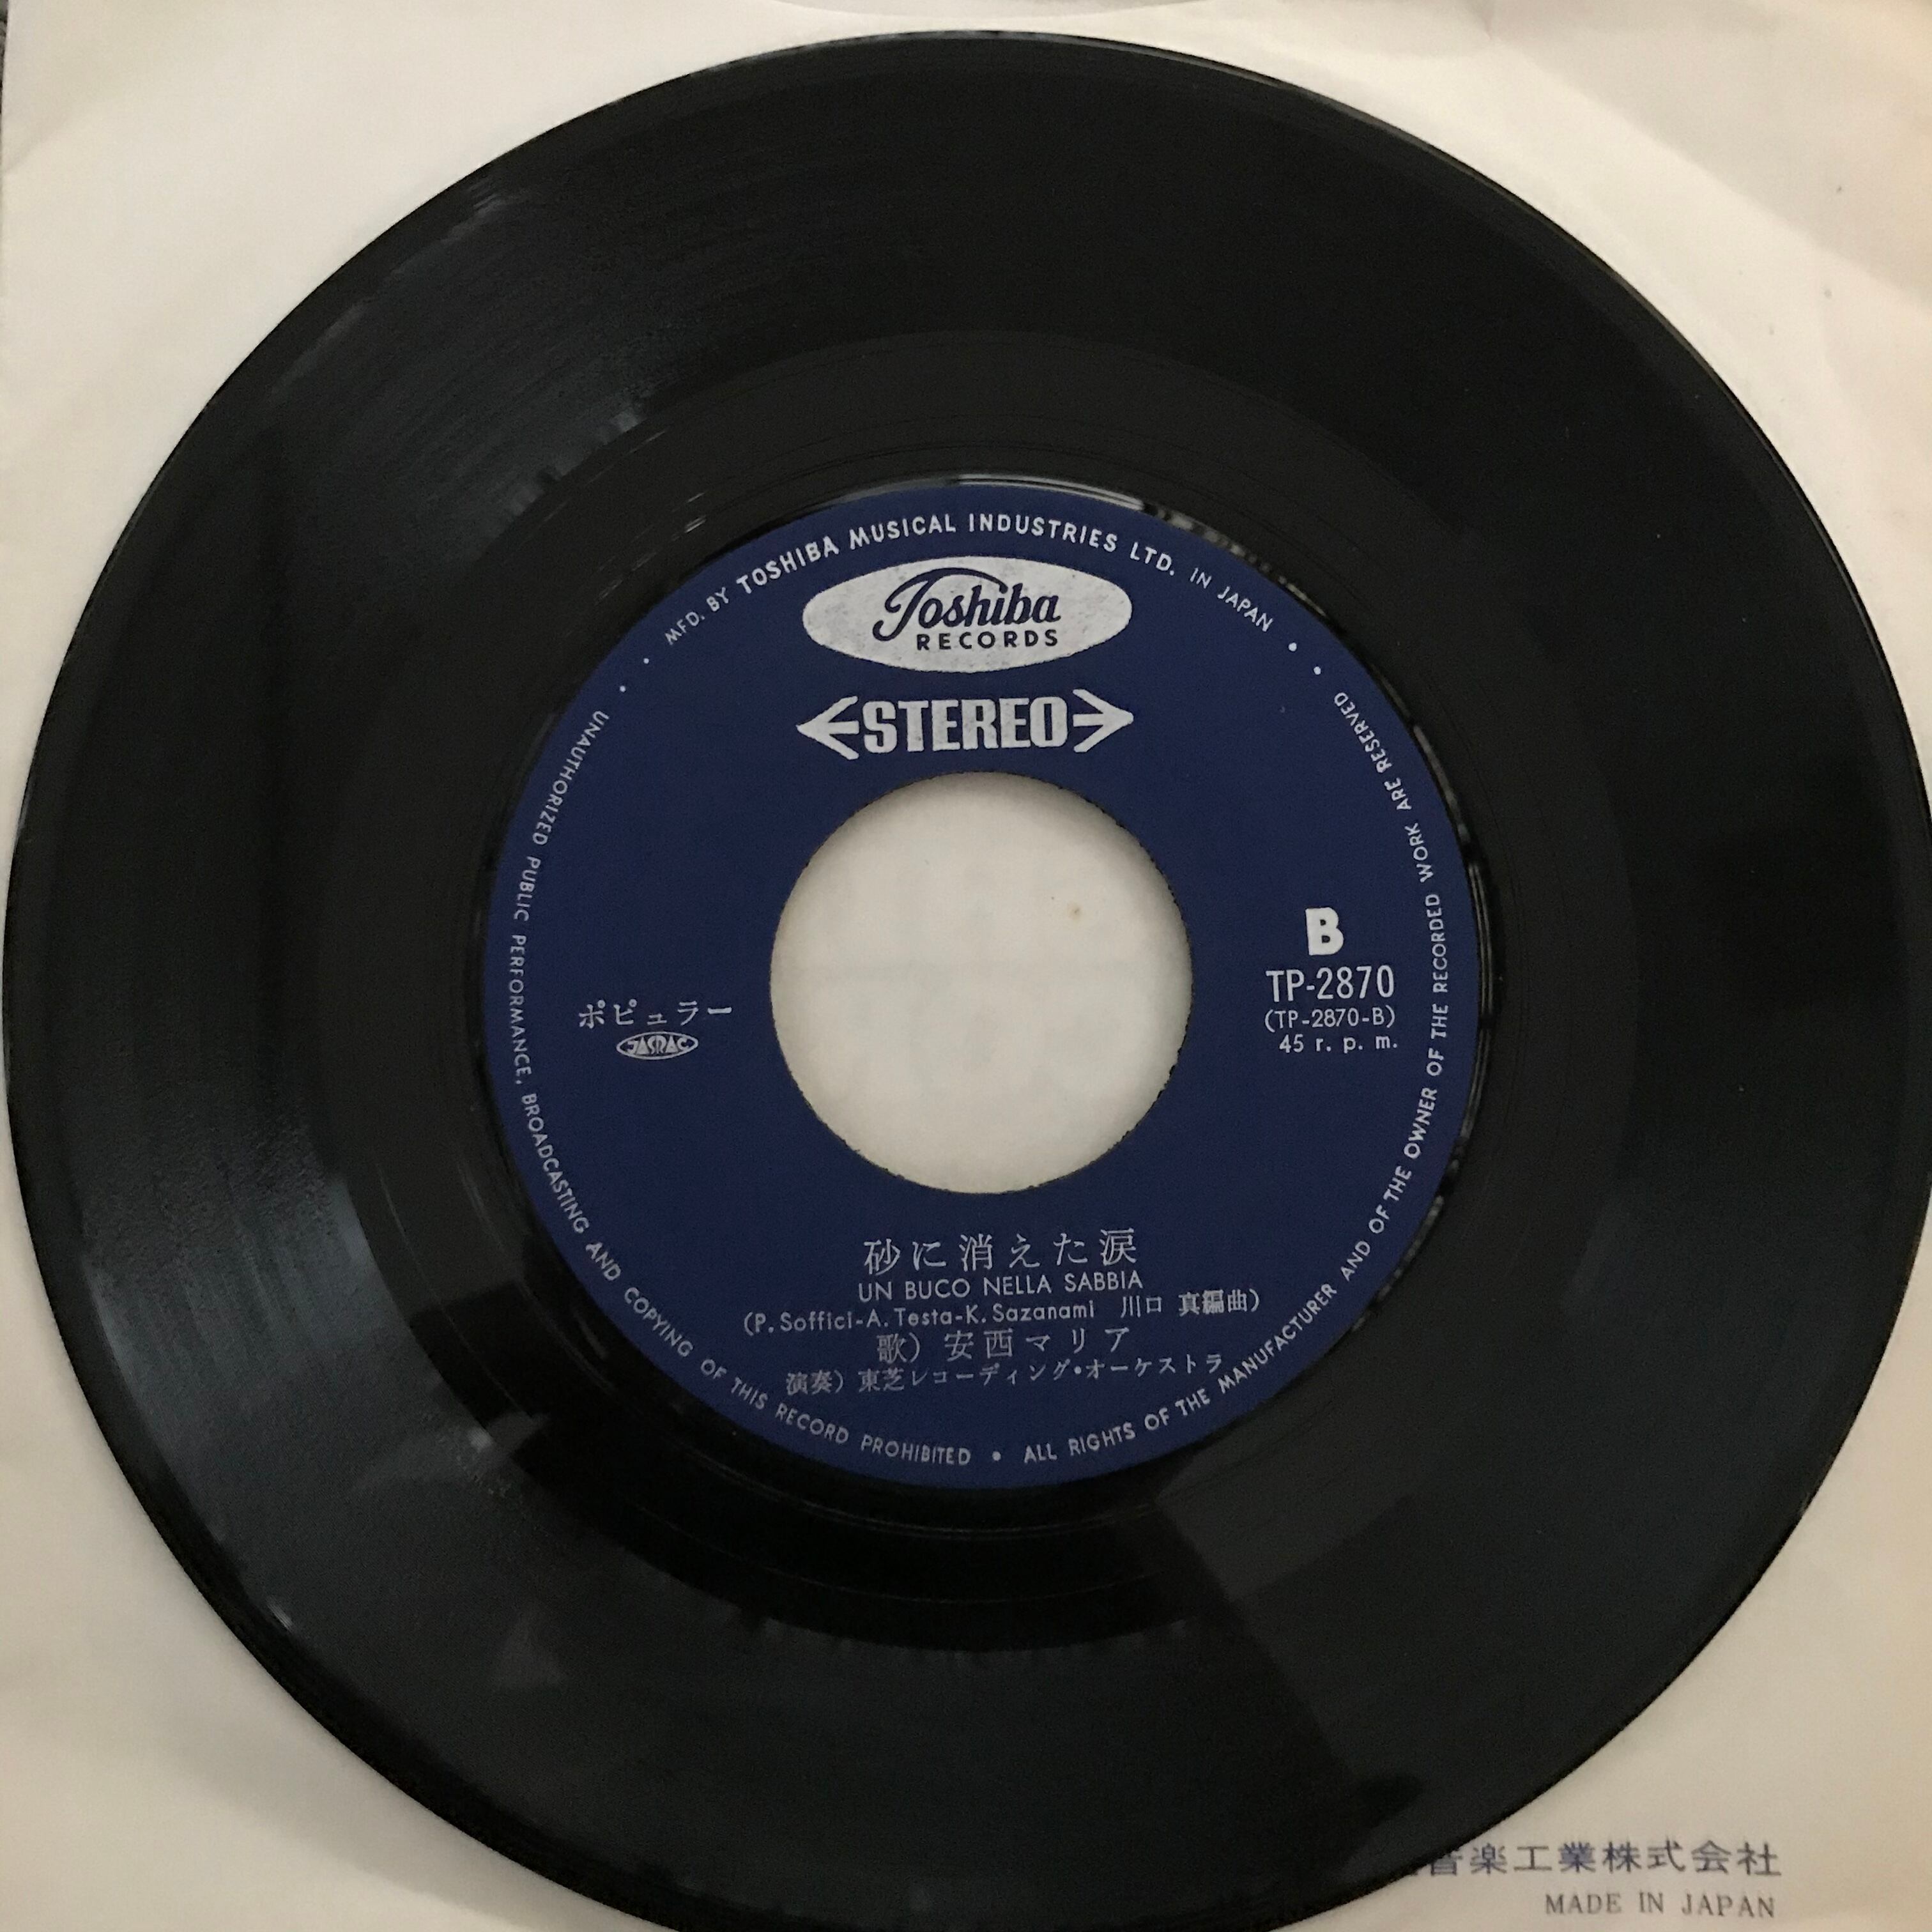 MFD. BY TOSHIBA MUSICAL INDUSTRIES LTD. IN JAPAN
Toshiba
RECORDS
STEREO
B
TP-2870
(TP-2870-B)
45 r. p. m.
ポピュラー
JASRAC
砂に消えた涙
UN BUCO NELLA SABBIA
(P. Soffici-A. Testa-K. Sazanami 川口 真編曲)
歌) 安西マリア
演奏) 東芝レコーディング・オーケストラ
UNAUTHORIZED PUBLIC PERFORMANCE, BROADCASTING AND COPYING OF THIS RECORD PROHIBITED • ALL RIGHTS OF THE MANUFACTURER AND OF THE OWNER OF THE RECORDED WORK ARE RESERVED
音楽工業株式会社
MADE IN JAPAN